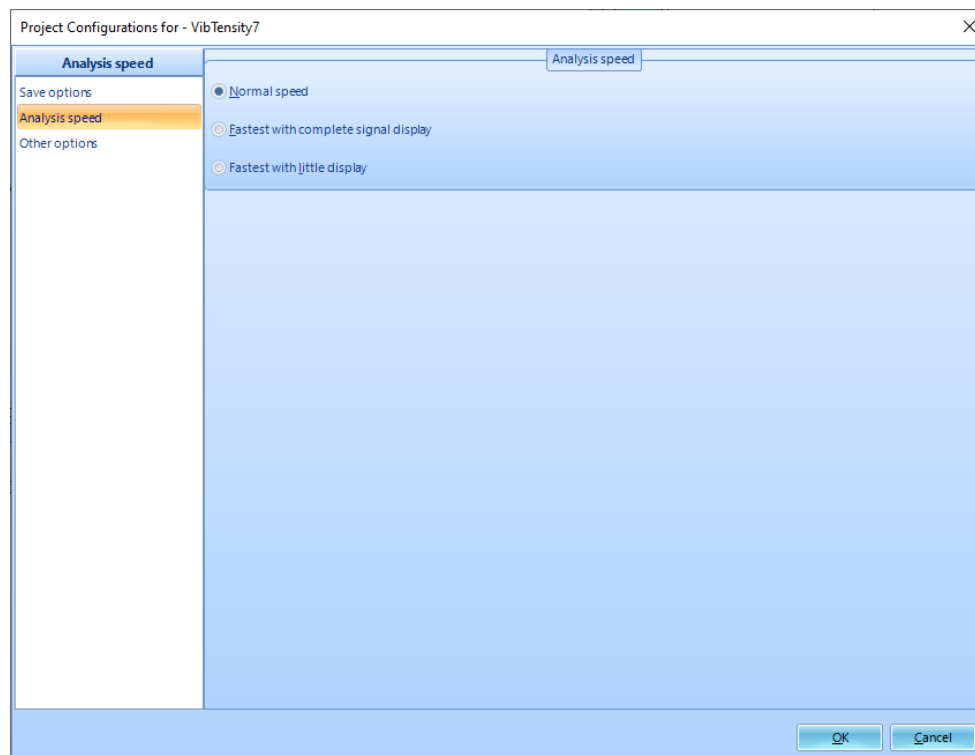 Project Configurations for - VibTensity7
Analysis speed
Save options
Analysis speed
Other options
Analysis speed
Normal speed
Fastest with complete signal display
Fastest with little display
OK
Cancel